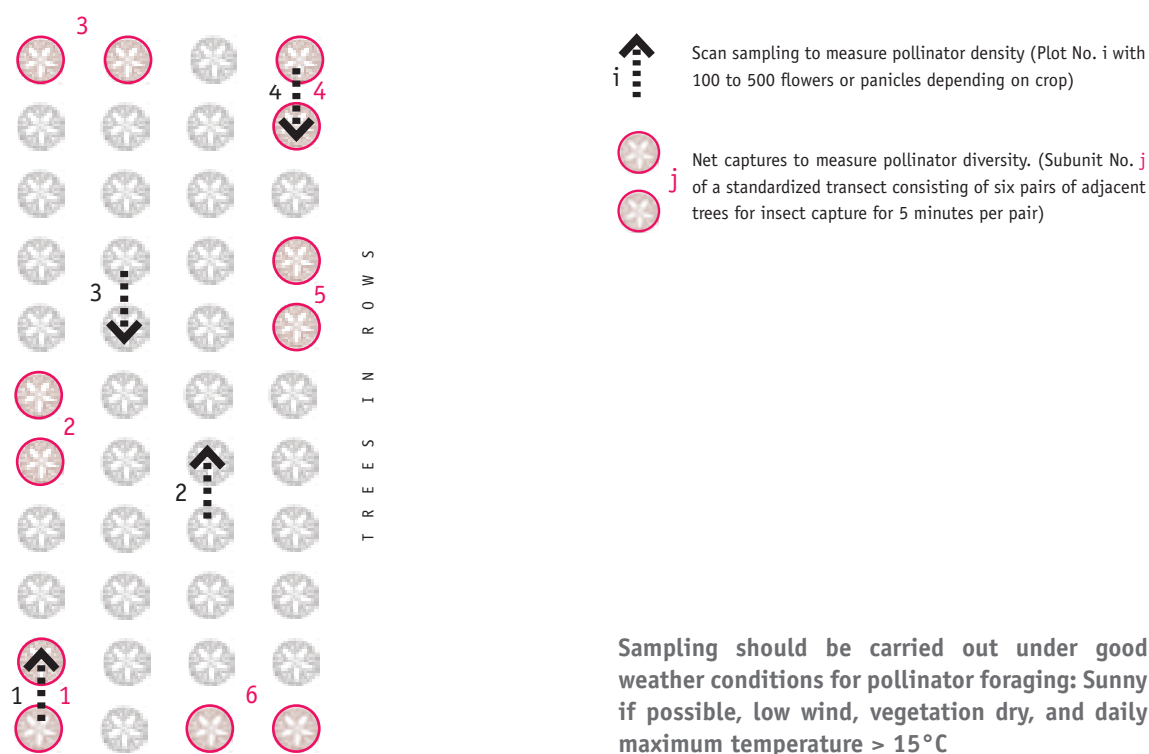 3
4 4
3
5
2
2
1 1
6
TREES IN ROWS
i
Scan sampling to measure pollinator density (Plot No. i with
100 to 500 flowers or panicles depending on crop)
j
Net captures to measure pollinator diversity. (Subunit No. j
of a standardized transect consisting of six pairs of adjacent
trees for insect capture for 5 minutes per pair)
Sampling should be carried out under good
weather conditions for pollinator foraging: Sunny
if possible, low wind, vegetation dry, and daily
maximum temperature > 15°C